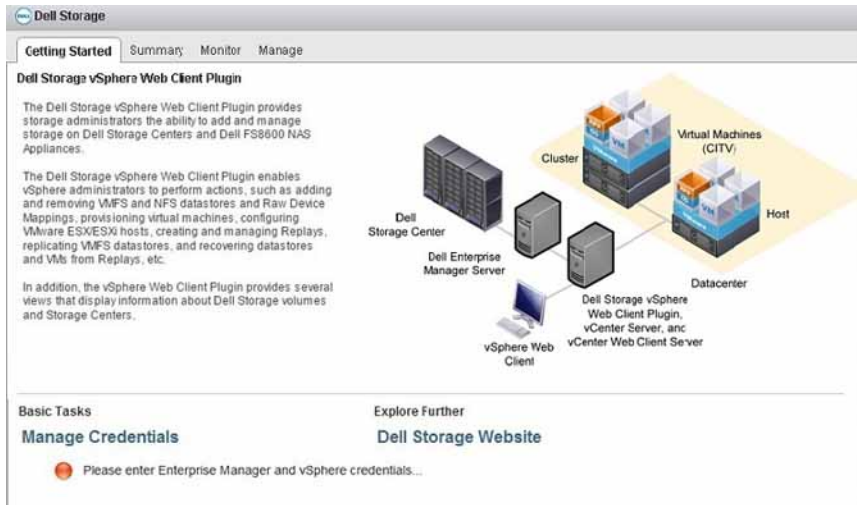 Dell Storage
Getting Started Summary Monitor Manage
Dell Storage vSphere Web Client Plugin
The Dell Storage vSphere Web Client Plugin provides
storage administrators the ability to add and manage
storage on Dell Storage Centers and Dell FS8600 NAS
Appliances.
The Dell Storage vSphere Web Client Plugin enables
vSphere administrators to perform actions, such as adding
and removing VMFS and NFS datastores and Raw Device
Mappings, provisioning virtual machines, configuring
VMware ESX/ESXi hosts, creating and managing Replays,
replicating VMFS datastores, and recovering datastores
and VMs from Replays, etc.
In addition, the vSphere Web Client Plugin provides several
views that display information about Dell Storage volumes
and Storage Centers.
Virtual Machines
(CITV)
Cluster
VM
VMware
Host
VM
Dell
Storage Center
Dell Enterprise
Manager Server
Datacenter
Dell Storage vSphere
Web Client Plugin,
vCenter Server, and
vCenter Web Client Server
vSphere Web
Client
Basic Tasks
Explore Further
Manage Credentials
Dell Storage Website
Please enter Enterprise Manager and vSphere credentials...